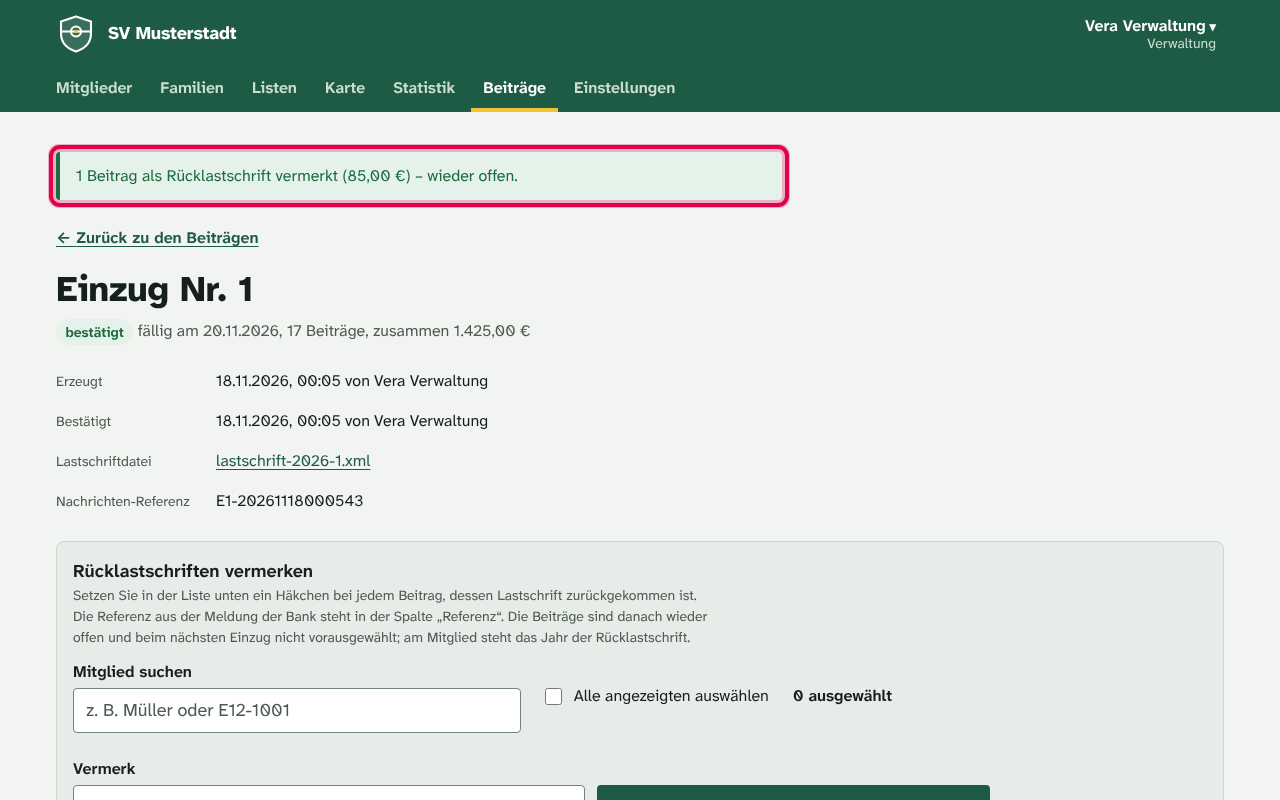 SV Musterstadt
Vera Verwaltung ▾
Verwaltung
Mitglieder Familien Listen Karte Statistik Beiträge Einstellungen
1 Beitrag als Rücklastschrift vermerkt (85,00 €) – wieder offen.
← Zurück zu den Beiträgen
Einzug Nr. 1
bestätigt fällig am 20.11.2026, 17 Beiträge, zusammen 1.425,00 €
Erzeugt 18.11.2026, 00:05 von Vera Verwaltung
Bestätigt 18.11.2026, 00:05 von Vera Verwaltung
Lastschriftdatei lastschrift-2026-1.xml
Nachrichten-Referenz E1-20261118000543
Rücklastschriften vermerken
Setzen Sie in der Liste unten ein Häkchen bei jedem Beitrag, dessen Lastschrift zurückgekommen ist.
Die Referenz aus der Meldung der Bank steht in der Spalte „Referenz“. Die Beiträge sind danach wieder
offen und beim nächsten Einzug nicht vorausgewählt; am Mitglied steht das Jahr der Rücklastschrift.
Mitglied suchen
z. B. Müller oder E12-1001 Alle angezeigten auswählen 0 ausgewählt
Vermerk